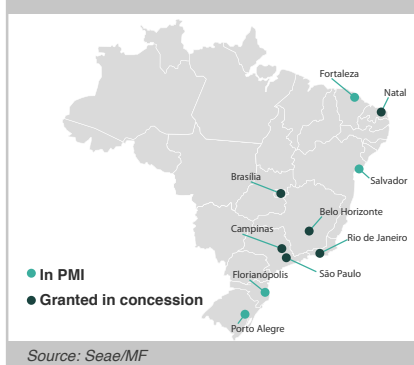 Fortaleza
Natal
Brasília
Salvador
Belo Horizonte
Campinas
Rio de Janeiro
Florianópolis
São Paulo
In PMI
Granted in concession
Porto Alegre
Source: Seae/MF